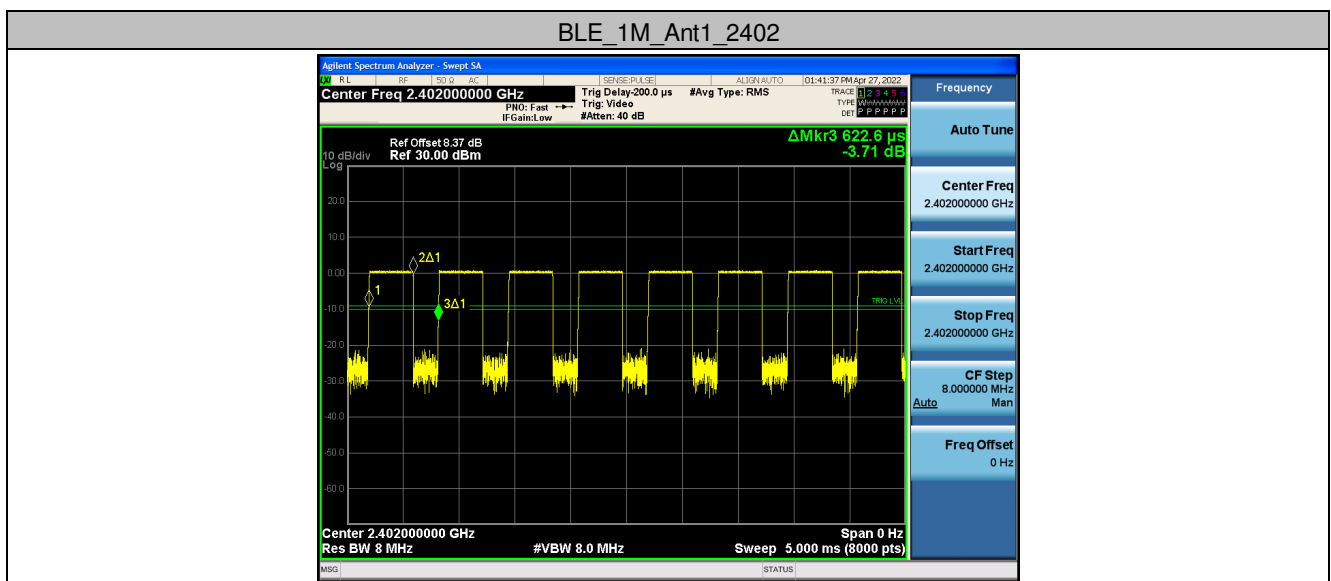 BLE_1M_Ant1_2402
Agilent Spectrum Analyzer - Swept SA
RL RF 50 Ω AC SENSE:PULSE ALIGN AUTO 01:41:37 PM Apr 27, 2022
Center Freq 2.402000000 GHz
PNO: Fast
IFGain:Low
Trig Delay-200.0 µs
Trig: Video
#Atten: 40 dB
#Avg Type: RMS
TRACE 1 2 3 4 5 6
TYPE
DET P P P P P P
ΔMkr3 622.6 µs
-3.71 dB
Ref Offset 8.37 dB
10 dB/div Ref 30.00 dBm
Log
20.0
10.0
0.00
-10.0
-20.0
-30.0
-40.0
-50.0
-60.0
1
2Δ1
3Δ1
TRIG LVL
Center 2.402000000 GHz Span 0 Hz
Res BW 8 MHz #VBW 8.0 MHz Sweep 5.000 ms (8000 pts)
MSG STATUS
Frequency
Auto Tune
Center Freq
2.402000000 GHz
Start Freq
2.402000000 GHz
Stop Freq
2.402000000 GHz
CF Step
8.000000 MHz
Auto Man
Freq Offset
0 Hz